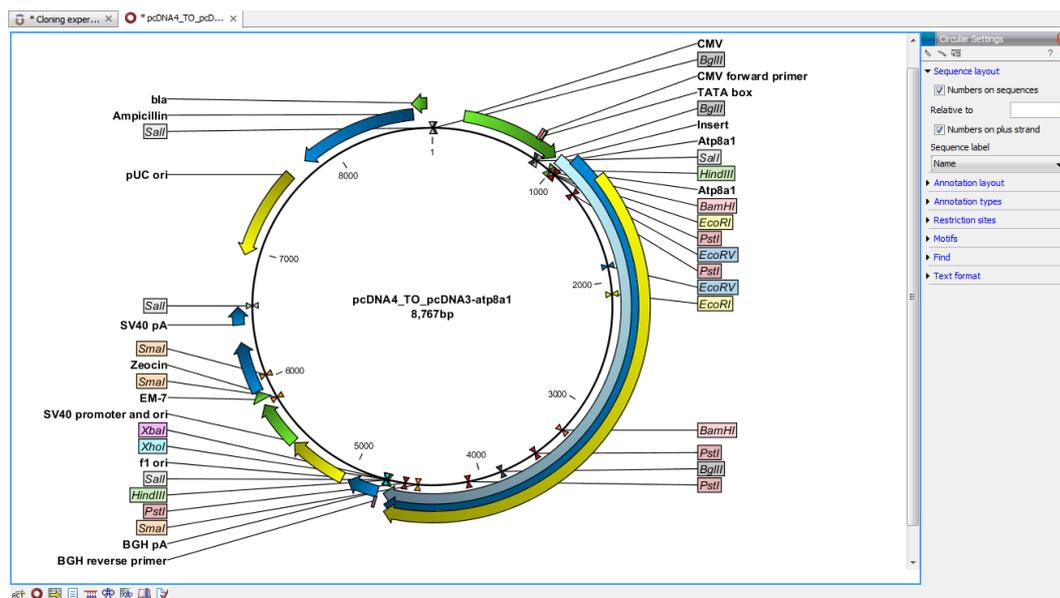 * Cloning exper...
* pcDNA4_TO_pcD...
Circular Settings
?
Sequence layout
Numbers on sequences
Relative to
Numbers on plus strand
Sequence label
Name
Annotation layout
Annotation types
Restriction sites
Motifs
Find
Text format
CMV
BglII
CMV forward primer
TATA box
BglII
Insert
Atp8a1
SalI
HindIII
Atp8a1
BamHI
EcoRI
PstI
EcoRV
PstI
EcoRV
EcoRI
BamHI
PstI
BglII
PstI
bla
Ampicillin
SalI
pUC ori
SalI
SV40 pA
SmaI
Zeocin
SmaI
EM-7
SV40 promoter and ori
XbaI
XhoI
f1 ori
SalI
HindIII
PstI
SmaI
BGH pA
BGH reverse primer
1
1000
2000
3000
4000
5000
6000
7000
8000
pcDNA4_TO_pcDNA3-atp8a1
8,767bp